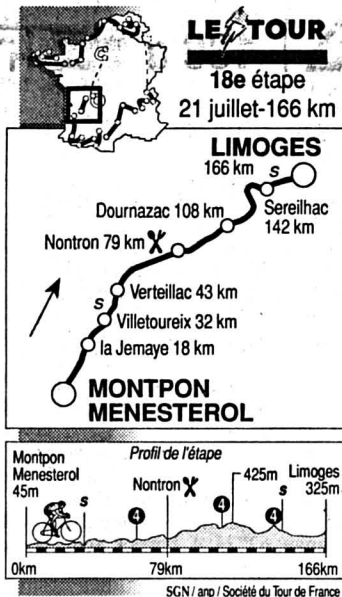 LE TOUR
18e étape
21 juillet-166 km
LIMOGES
166 km
S
Sereilhac
142 km
Dournazac 108 km
Nontron 79 km
Verteillac 43 km
S
Villetoureix 32 km
la Jemaye 18 km
MONTPON
MENESTEROL
Profil de l'étape
Montpon
Menesterol
45m
S
4
Nontron
4
425m
4
S
Limoges
325m
0km
79km
166km
SGN / anp / Société du Tour de France